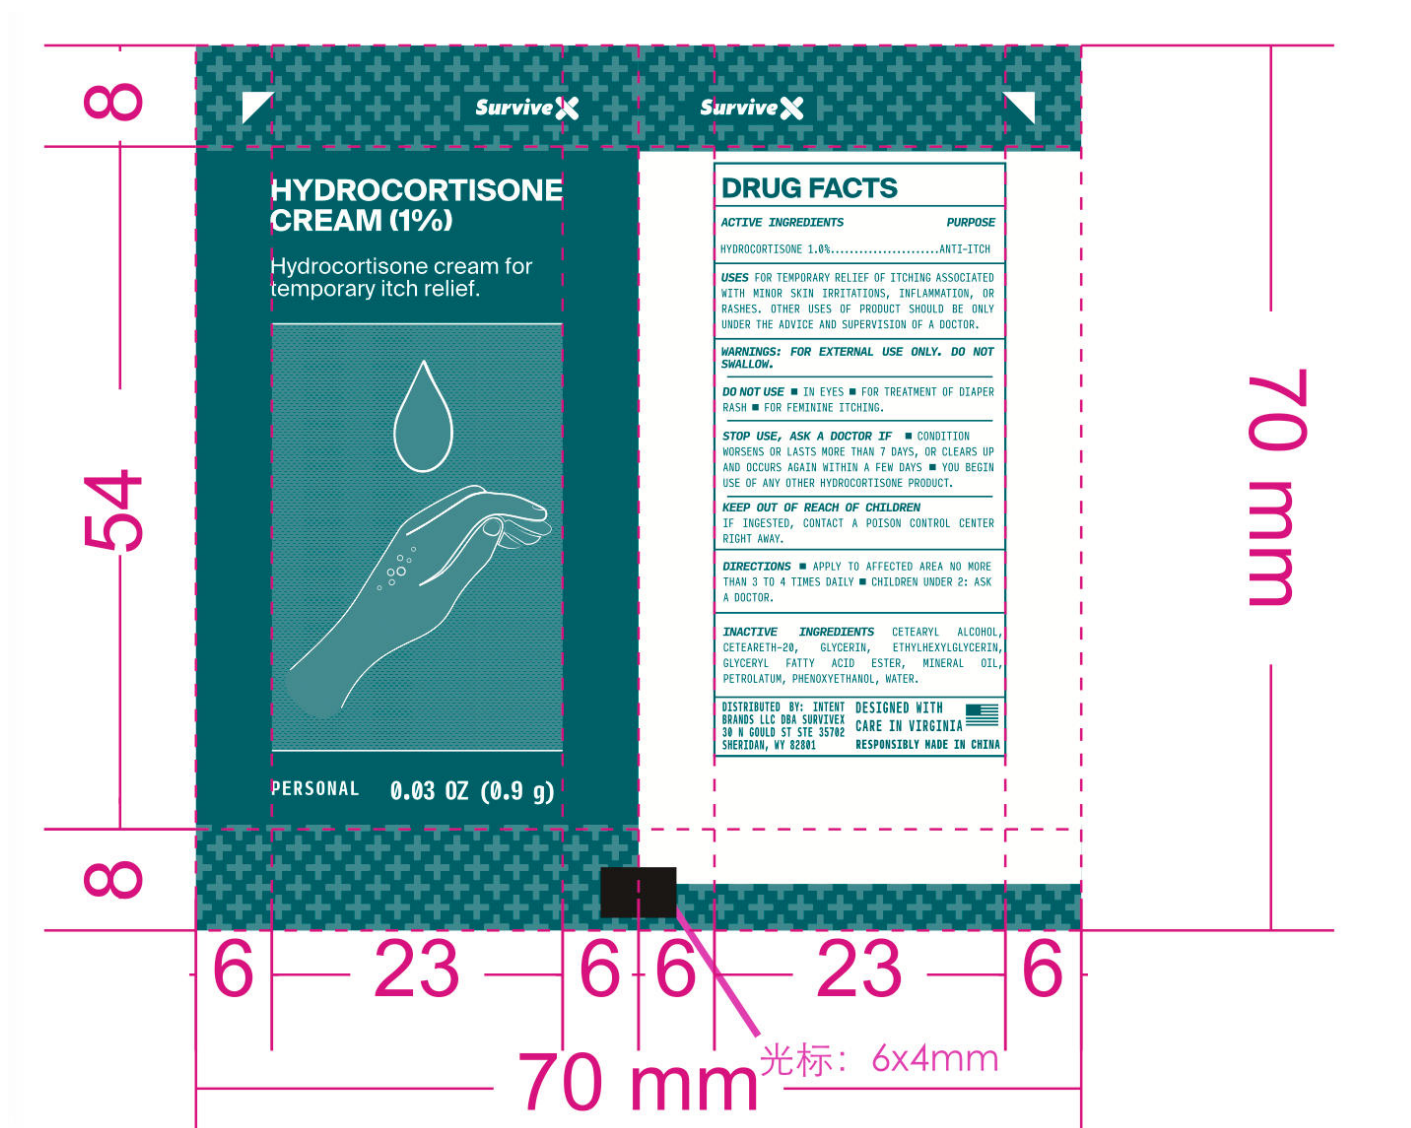 8
SurviveX
SurviveX
HYDROCORTISONE
CREAM (1%)
Hydrocortisone cream for
temporary itch relief.
54
PERSONAL 0.03 OZ (0.9 g)
8
DRUG FACTS
ACTIVE INGREDIENTS PURPOSE
HYDROCORTISONE 1.0%.......................ANTI-ITCH
USES FOR TEMPORARY RELIEF OF ITCHING ASSOCIATED
WITH MINOR SKIN IRRITATIONS, INFLAMMATION, OR
RASHES. OTHER USES OF PRODUCT SHOULD BE ONLY
UNDER THE ADVICE AND SUPERVISION OF A DOCTOR.
WARNINGS: FOR EXTERNAL USE ONLY. DO NOT
SWALLOW.
DO NOT USE ■ IN EYES ■ FOR TREATMENT OF DIAPER
RASH ■ FOR FEMININE ITCHING.
STOP USE, ASK A DOCTOR IF ■ CONDITION
WORSENS OR LASTS MORE THAN 7 DAYS, OR CLEARS UP
AND OCCURS AGAIN WITHIN A FEW DAYS ■ YOU BEGIN
USE OF ANY OTHER HYDROCORTISONE PRODUCT.
KEEP OUT OF REACH OF CHILDREN
IF INGESTED, CONTACT A POISON CONTROL CENTER
RIGHT AWAY.
DIRECTIONS ■ APPLY TO AFFECTED AREA NO MORE
THAN 3 TO 4 TIMES DAILY ■ CHILDREN UNDER 2: ASK
A DOCTOR.
INACTIVE INGREDIENTS CETEARYL ALCOHOL,
CETEARETH-20, GLYCERIN, ETHYLHEXYLGLYCERIN,
GLYCERYL FATTY ACID ESTER, MINERAL OIL,
PETROLATUM, PHENOXYETHANOL, WATER.
DISTRIBUTED BY: INTENT
BRANDS LLC DBA SURVIVEX
30 N GOULD ST STE 35702
SHERIDAN, WY 82801
DESIGNED WITH
CARE IN VIRGINIA
RESPONSIBLY MADE IN CHINA
70 mm
6 23 6 6 23 6
光标：6x4mm
70 mm